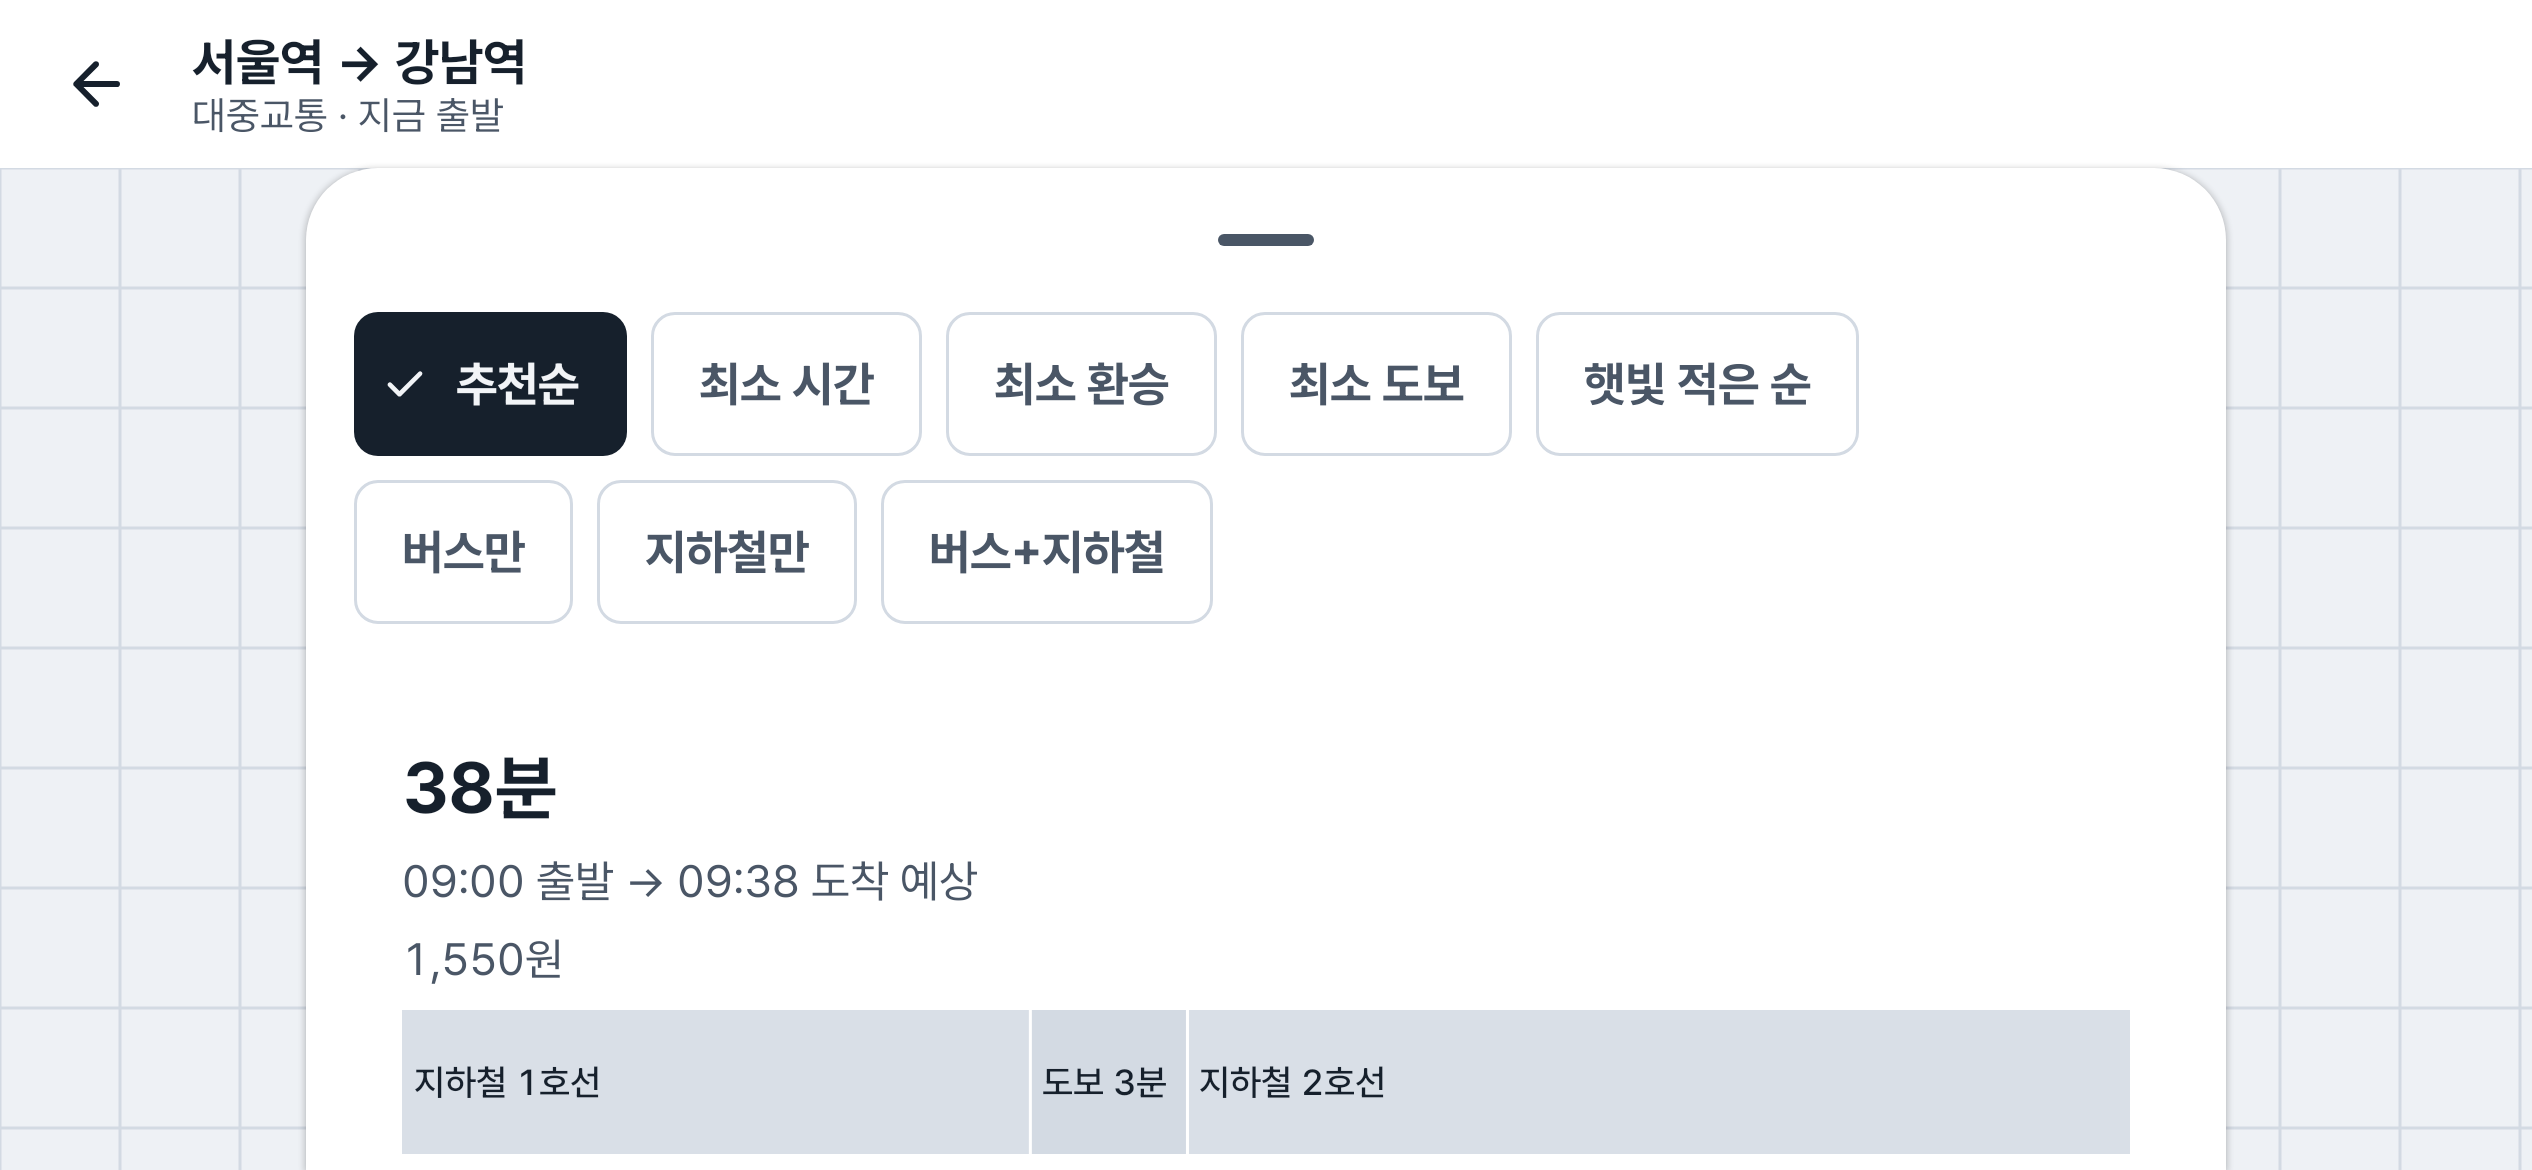 서울역 → 강남역
대중교통 · 지금 출발
추천순 최소 시간 최소 환승 최소 도보 햇빛 적은 순
버스만 지하철만 버스+지하철
38분
09:00 출발 → 09:38 도착 예상
1,550원
지하철 1호선 도보 3분 지하철 2호선